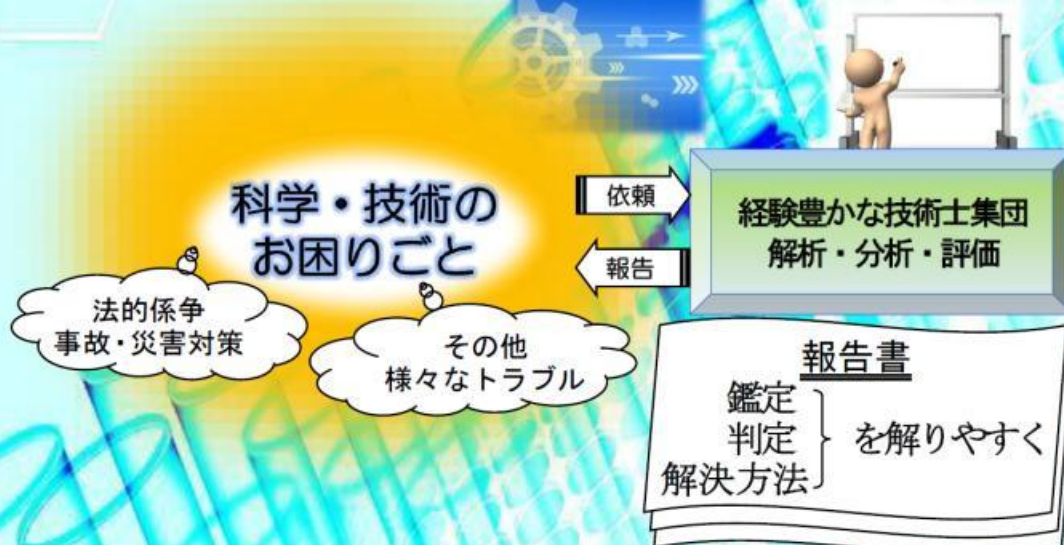 科学・技術の
お困りごと
法的係争
事故・災害対策
その他
様々なトラブル
依頼
報告
経験豊かな技術士集団
解析・分析・評価
報告書
鑑定
判定
解決方法
を解りやすく